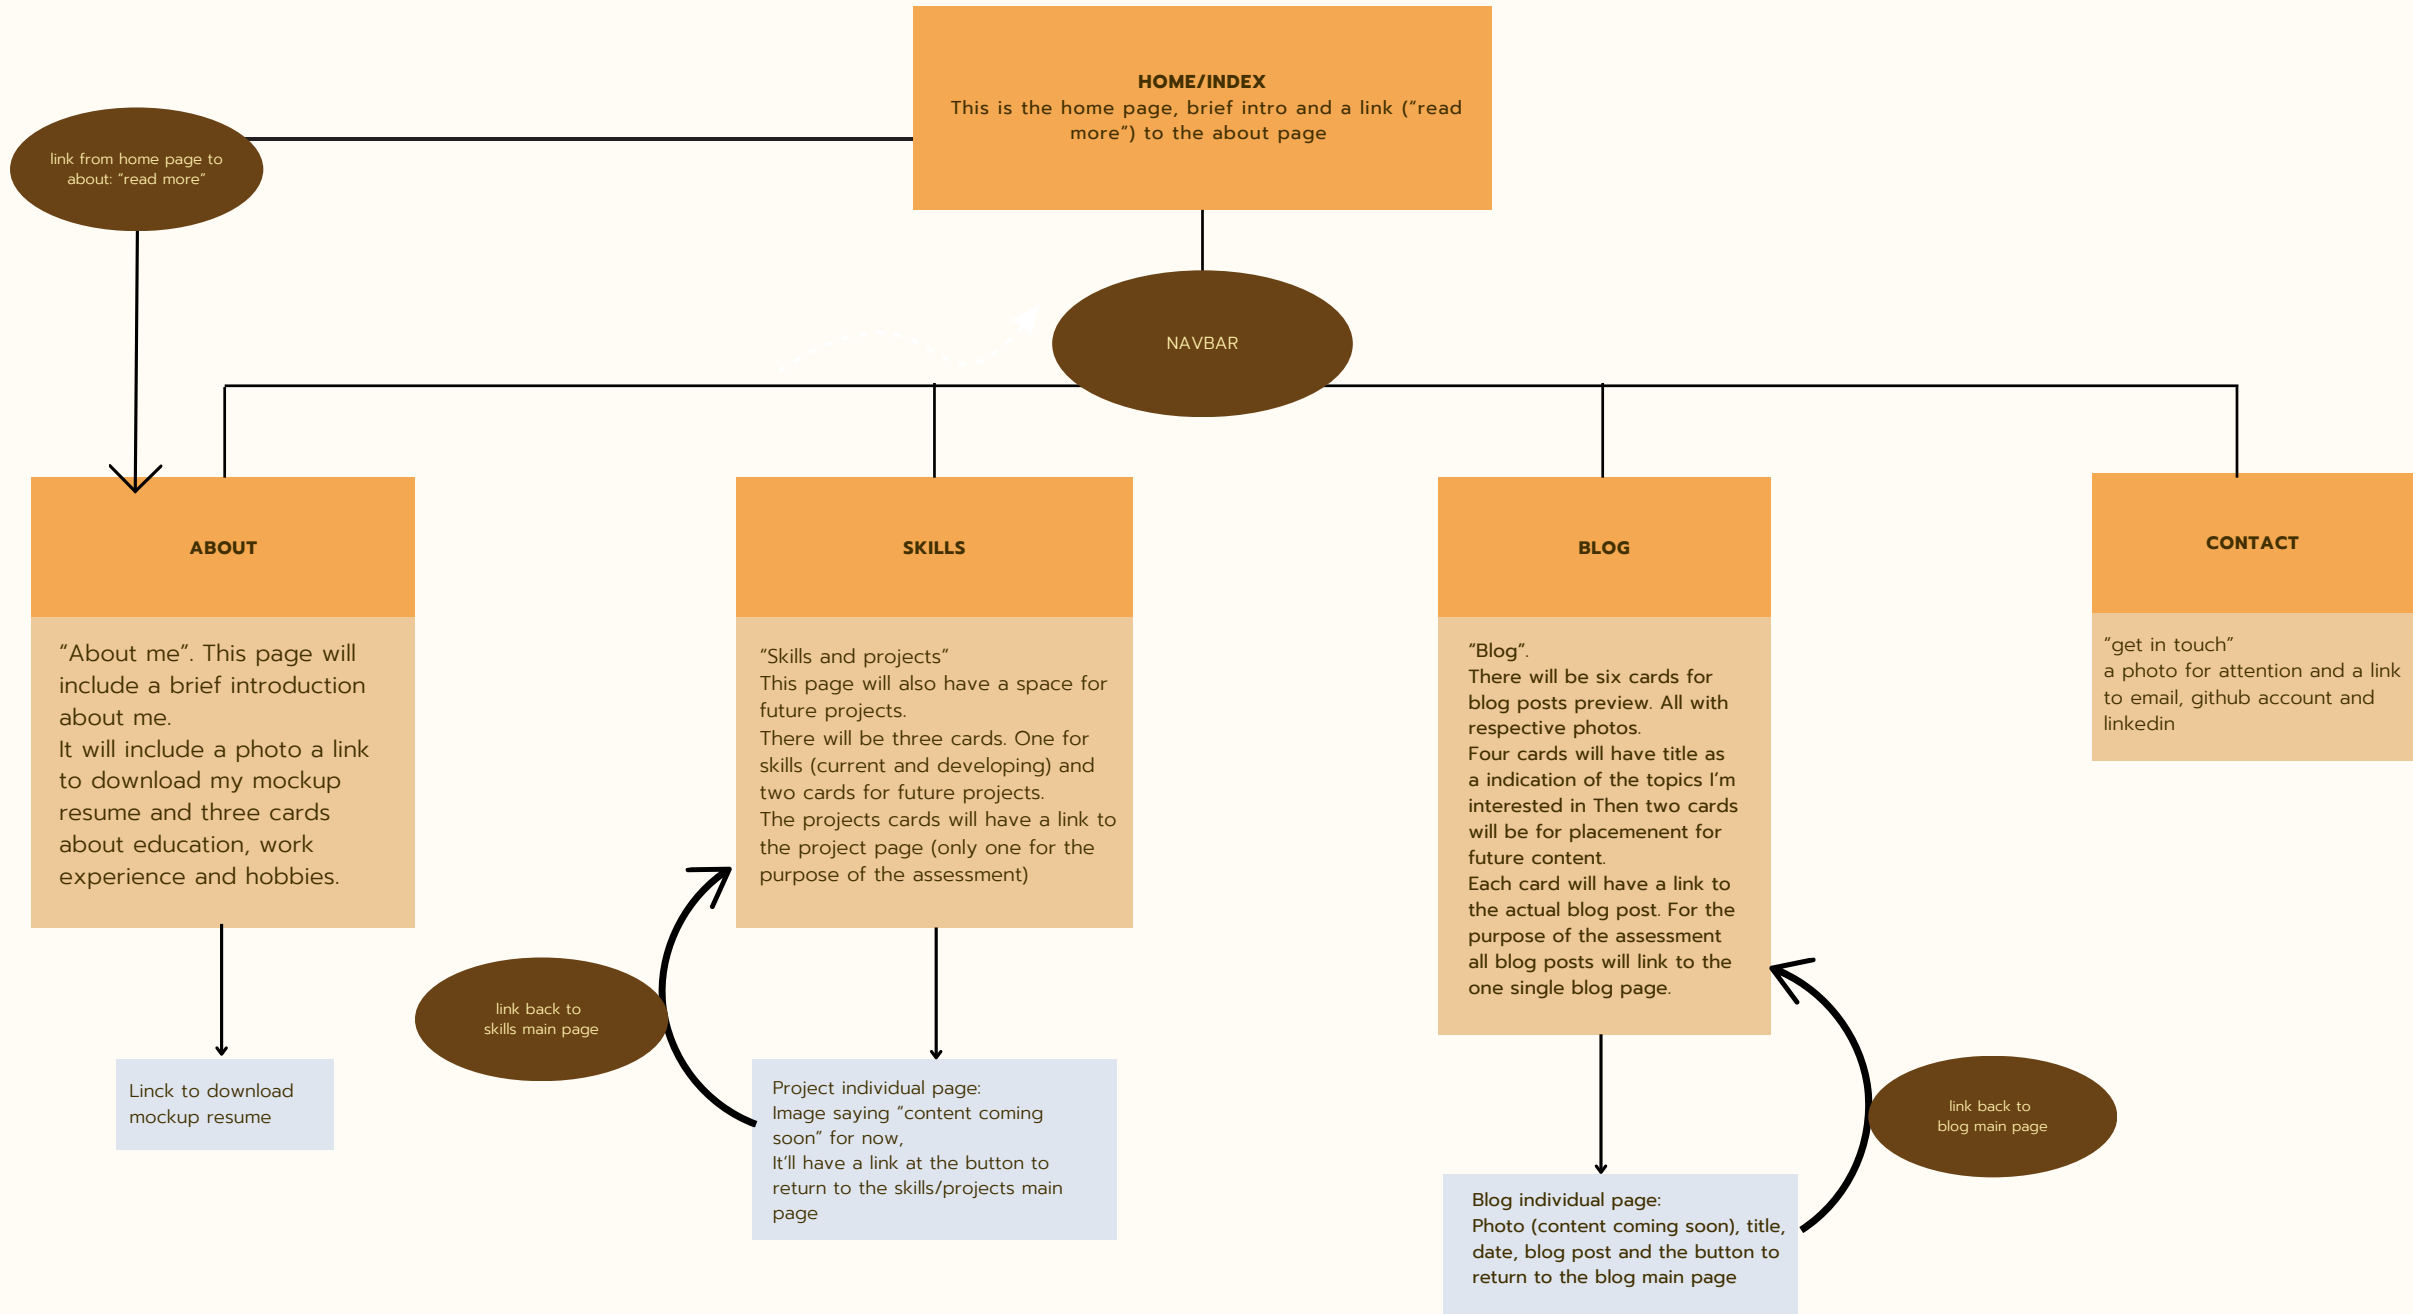 HOME/INDEX
This is the home page, brief intro and a link (“read
more”) to the about page
link from home page to
about: “read more”
NAVBAR
ABOUT
“About me”. This page will
include a brief introduction
about me.
It will include a photo a link
to download my mockup
resume and three cards
about education, work
experience and hobbies.
Linck to download
mockup resume
SKILLS
“Skills and projects”
This page will also have a space for
future projects.
There will be three cards. One for
skills (current and developing) and
two cards for future projects.
The projects cards will have a link to
the project page (only one for the
purpose of the assessment)
link back to
skills main page
Project individual page:
Image saying “content coming
soon” for now,
It’ll have a link at the button to
return to the skills/projects main
page
BLOG
“Blog”.
There will be six cards for
blog posts preview. All with
respective photos.
Four cards will have title as
a indication of the topics I’m
interested in Then two cards
will be for placemenent for
future content.
Each card will have a link to
the actual blog post. For the
purpose of the assessment
all blog posts will link to the
one single blog page.
link back to
blog main page
Blog individual page:
Photo (content coming soon), title,
date, blog post and the button to
return to the blog main page
CONTACT
“get in touch”
a photo for attention and a link
to email, github account and
linkedin